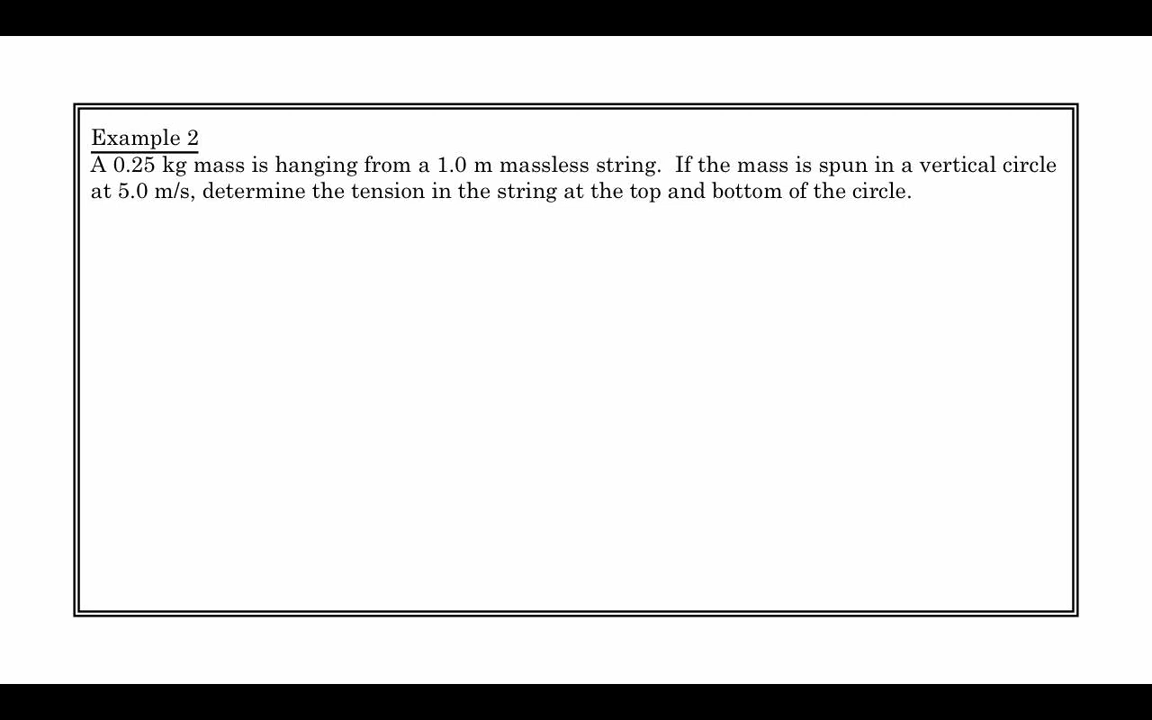 Example 2
A 0.25 kg mass is hanging from a 1.0 m massless string.  If the mass is spun in a vertical circle
at 5.0 m/s, determine the tension in the string at the top and bottom of the circle.